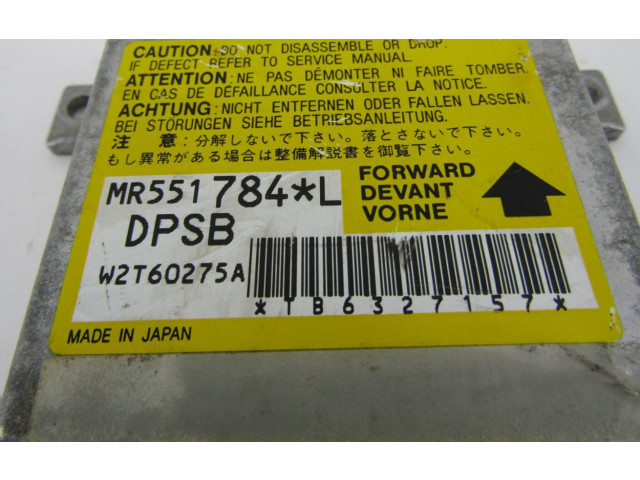 CAUTION:DO NOT DISASSEMBLE OR DROP.
IF DEFECT REFER TO SERVICE MANUAL.
ATTENTION:NE PAS DÉMONTER NI FAIRE TOMBER.
EN CAS DE DÉFAILLANCE CONSULTER LA NOTICE.
ACHTUNG:NICHT ENTFERNEN ODER FALLEN LASSEN.
BEI STÖRUNGEN SIEHE BETRIEBSANLEITUNG.
注 意:分解しないで下さい。落とさないで下さい。
もし異常がある場合は整備解説書を御覧下さい。
MR551784*L
DPSB
W2T60275A
FORWARD
DEVANT
VORNE
*TB6327157*
MADE IN JAPAN